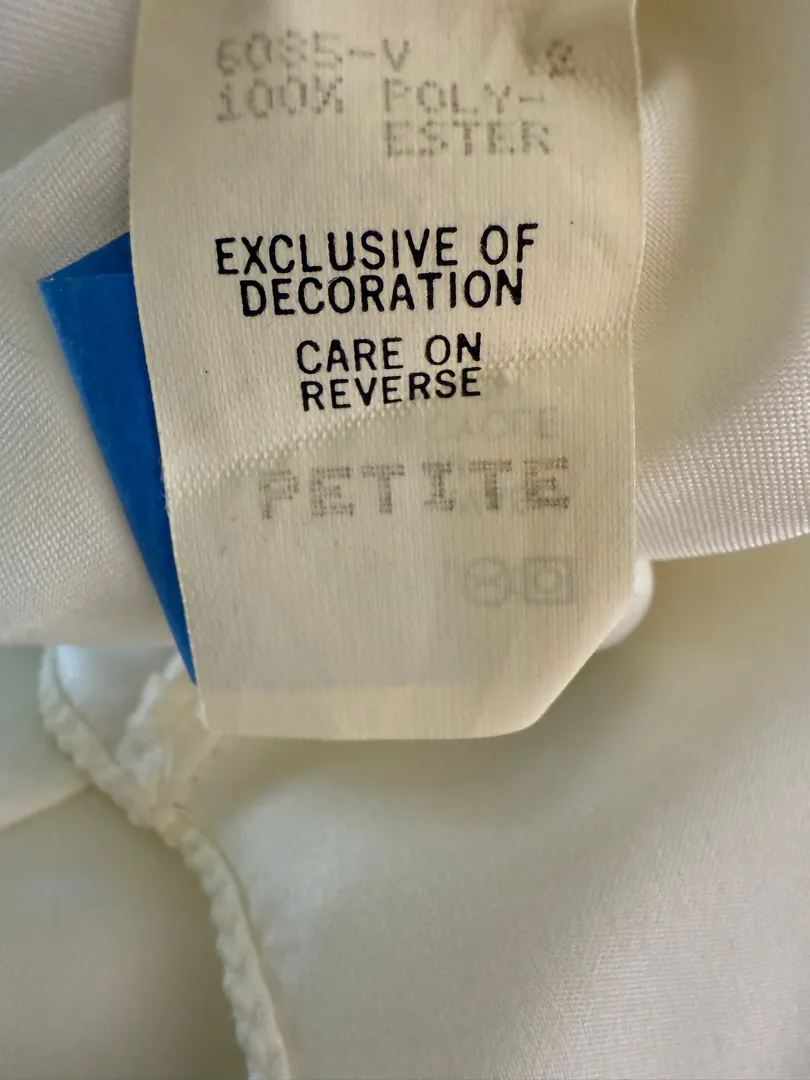 6085-V
100% POLY-
ESTER
EXCLUSIVE OF
DECORATION
CARE ON
REVERSE
PETITE